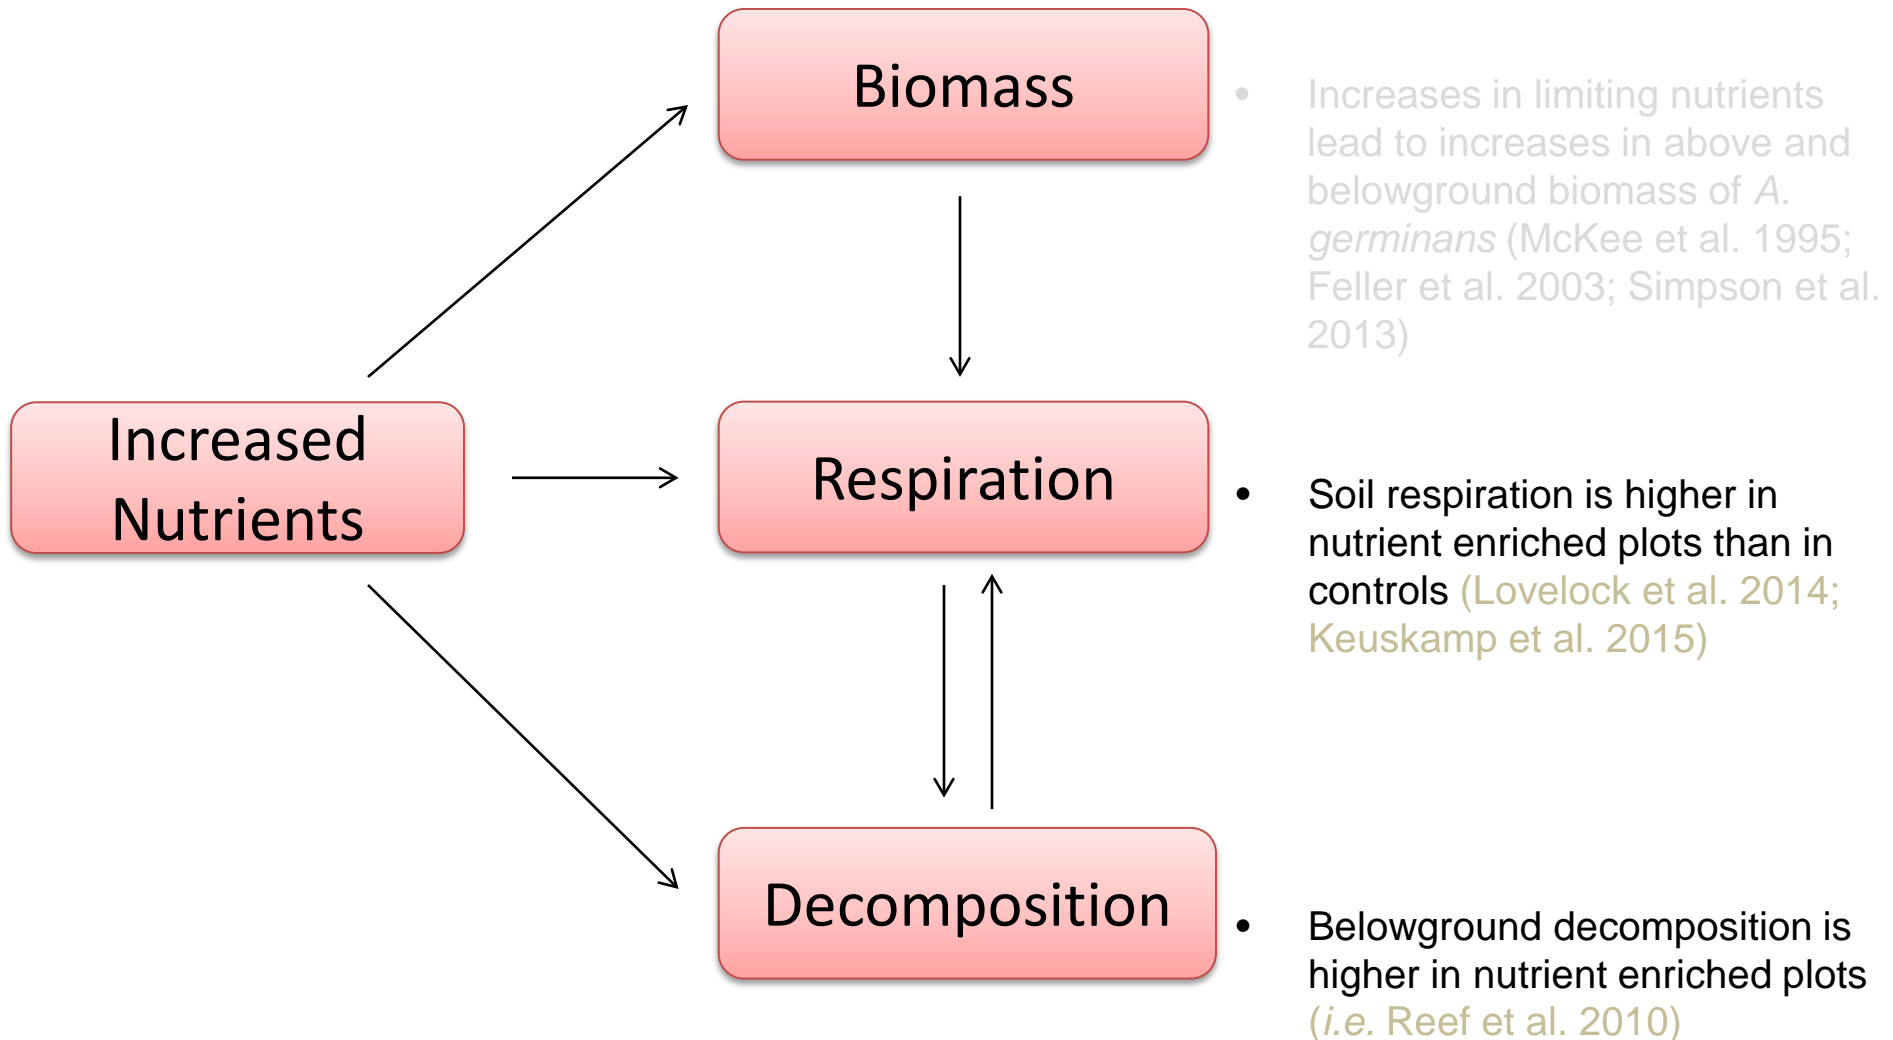 Biomass
• Increases in limiting nutrients
lead to increases in above and
belowground biomass of A.
germinans (McKee et al. 1995;
Feller et al. 2003; Simpson et al.
2013)
Increased
Nutrients
Respiration
• Soil respiration is higher in
nutrient enriched plots than in
controls (Lovelock et al. 2014;
Keuskamp et al. 2015)
Decomposition
• Belowground decomposition is
higher in nutrient enriched plots
(i.e. Reef et al. 2010)